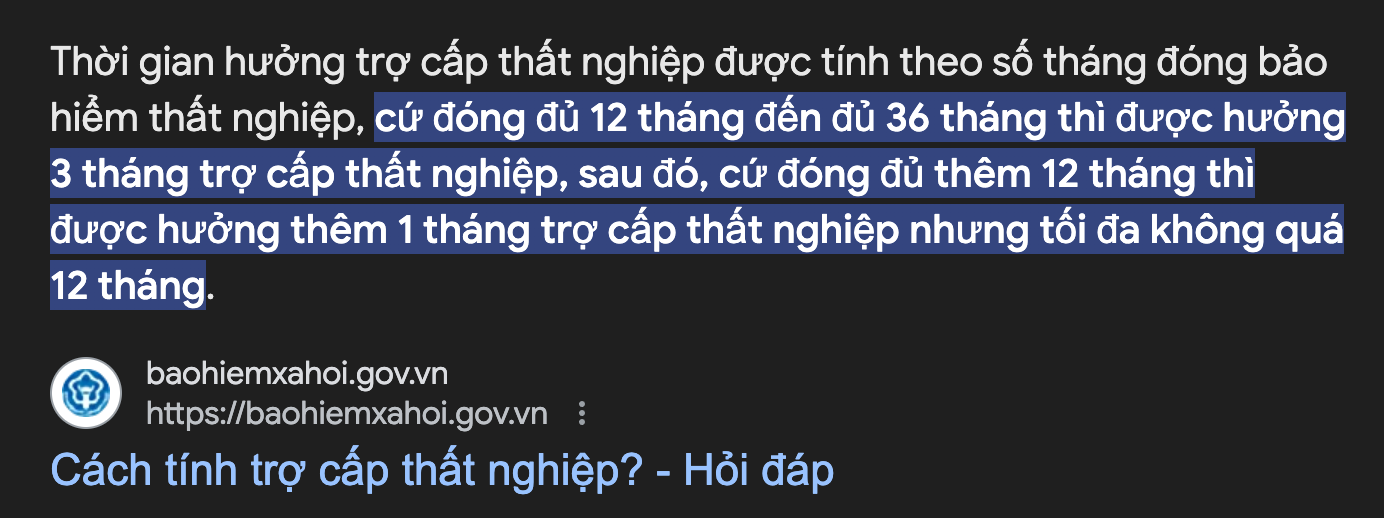 Thời gian hưởng trợ cấp thất nghiệp được tính theo số tháng đóng bảo
hiểm thất nghiệp, cứ đóng đủ 12 tháng đến đủ 36 tháng thì được hưởng
3 tháng trợ cấp thất nghiệp, sau đó, cứ đóng đủ thêm 12 tháng thì
được hưởng thêm 1 tháng trợ cấp thất nghiệp nhưng tối đa không quá
12 tháng.
baohiemxahoi.gov.vn
https://baohiemxahoi.gov.vn
Cách tính trợ cấp thất nghiệp? - Hỏi đáp